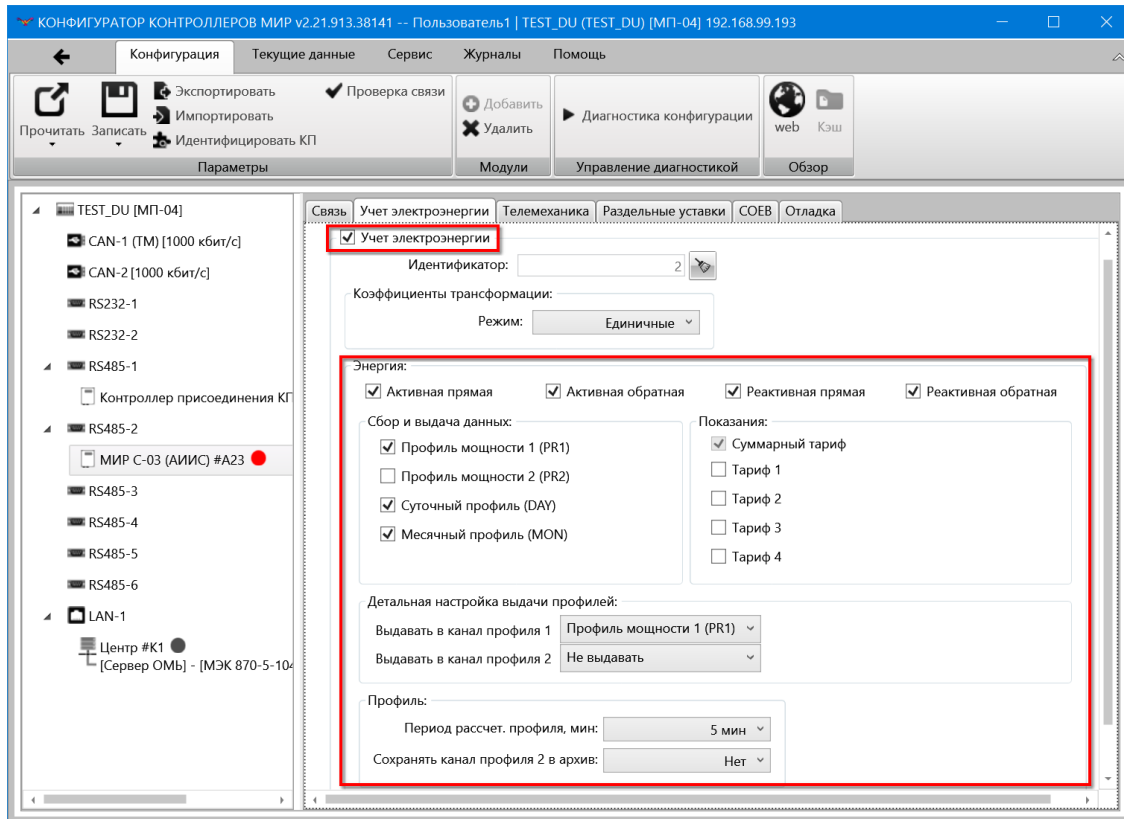 КОНФИГУРАТОР КОНТРОЛЛЕРОВ МИР v2.21.913.38141 -- Пользователь1 | TEST_DU (TEST_DU) [МП-04] 192.168.99.193
Конфигурация Текущие данные Сервис Журналы Помощь
Прочитать Записать
Экспортировать
Импортировать
Идентифицировать КП
Проверка связи
Параметры
Добавить
Удалить
Модули
Диагностика конфигурации
Управление диагностикой
web Кэш
Обзор
TEST_DU [МП-04]
CAN-1 (ТМ) [1000 кбит/с]
CAN-2 [1000 кбит/с]
RS232-1
RS232-2
RS485-1
Контроллер присоединения КП
RS485-2
МИР С-03 (АИИС) #A23
RS485-3
RS485-4
RS485-5
RS485-6
LAN-1
Центр #К1
[Сервер ОМЬ] - [МЭК 870-5-104
Связь Учет электроэнергии Телемеханика Раздельные уставки СОЕВ Отладка
Учет электроэнергии
Идентификатор: 2
Коэффициенты трансформации:
Режим: Единичные
Энергия:
Активная прямая Активная обратная Реактивная прямая Реактивная обратная
Сбор и выдача данных:
Профиль мощности 1 (PR1)
Профиль мощности 2 (PR2)
Суточный профиль (DAY)
Месячный профиль (MON)
Показания:
Суммарный тариф
Тариф 1
Тариф 2
Тариф 3
Тариф 4
Детальная настройка выдачи профилей:
Выдавать в канал профиля 1 Профиль мощности 1 (PR1)
Выдавать в канал профиля 2 Не выдавать
Профиль:
Период рассчет. профиля, мин: 5 мин
Сохранять канал профиля 2 в архив: Нет